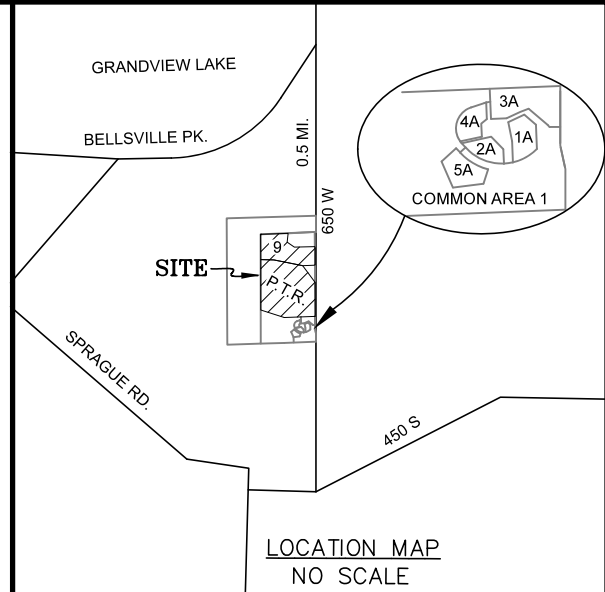 GRANDVIEW LAKE
BELLSVILLE PK.
0.5 MI.
650 W
3A
4A
1A
2A
5A
COMMON AREA 1
9
SITE
P.T.R.
SPRAGUE RD.
450 S
LOCATION MAP
NO SCALE